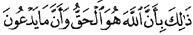 ذَٰلِكَ بِأَنَّ ٱللَّهَ هُوَ ٱلْحَقُّ وَأَنَّ مَا يَدْعُونَ